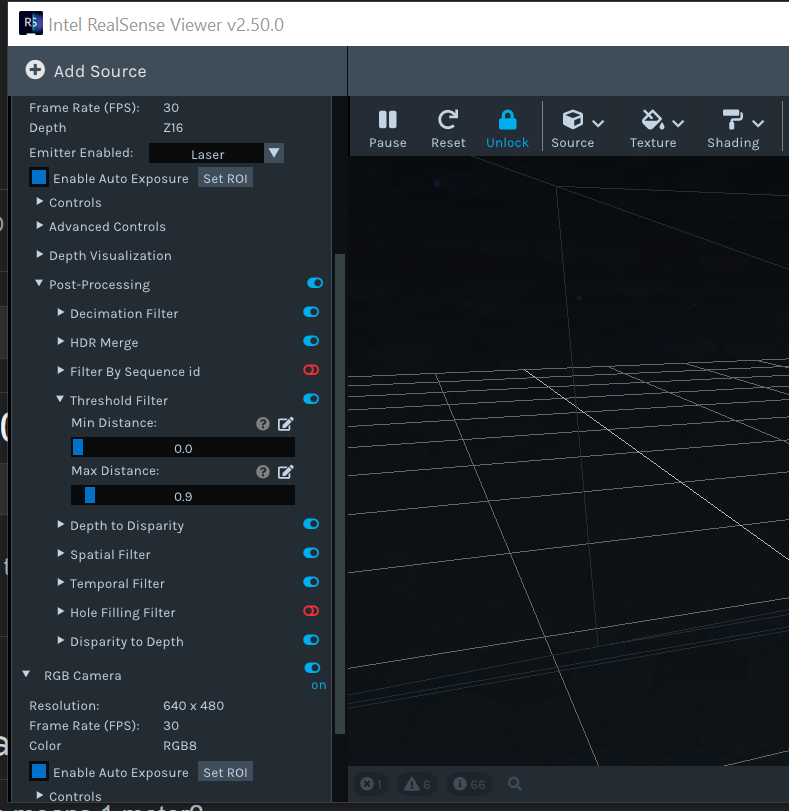 RS Intel RealSense Viewer v2.50.0
Add Source
Frame Rate (FPS): 30
Depth Z16
Emitter Enabled: Laser
Enable Auto Exposure Set ROI
Controls
Advanced Controls
Depth Visualization
Post-Processing
Decimation Filter
HDR Merge
Filter By Sequence id
Threshold Filter
Min Distance: ?
0.0
Max Distance: ?
0.9
Depth to Disparity
Spatial Filter
Temporal Filter
Hole Filling Filter
Disparity to Depth
RGB Camera
on
Resolution: 640 x 480
Frame Rate (FPS): 30
Color RGB8
Enable Auto Exposure Set ROI
Controls
Pause Reset Unlock Source Texture Shading
1 6 66